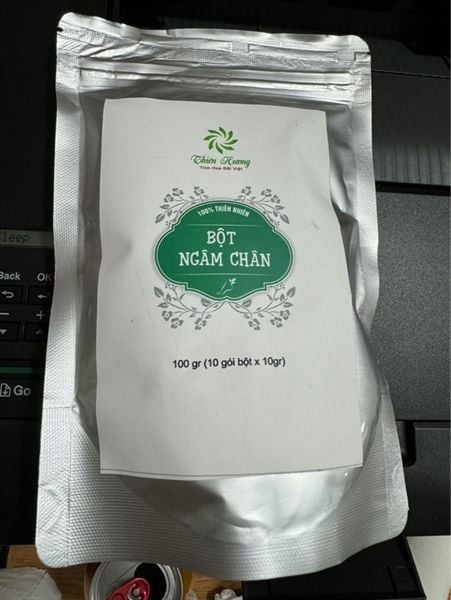 Thiên Hương
Tinh Hoa Đất Việt
100% THIÊN NHIÊN
BỘT
NGÂM CHÂN
100 gr (10 gói bột x 10gr)
Sleep
Back OK
- +
Go